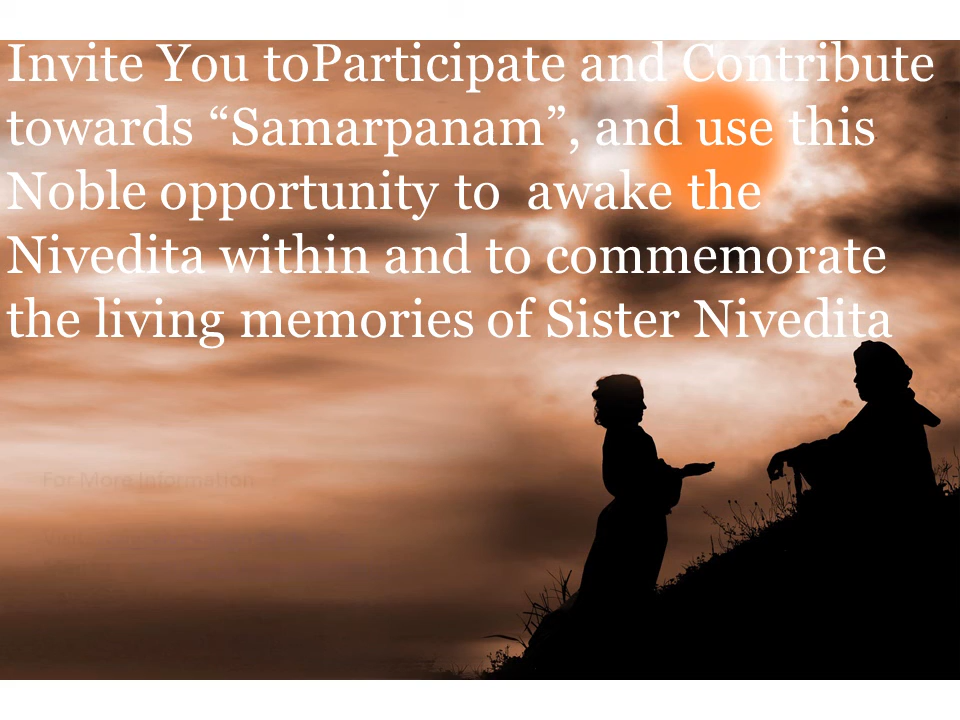 Invite You toParticipate and Contribute
towards “Samarpanam”, and use this
Noble opportunity to  awake the
Nivedita within and to commemorate
the living memories of Sister Nivedita
For More Information